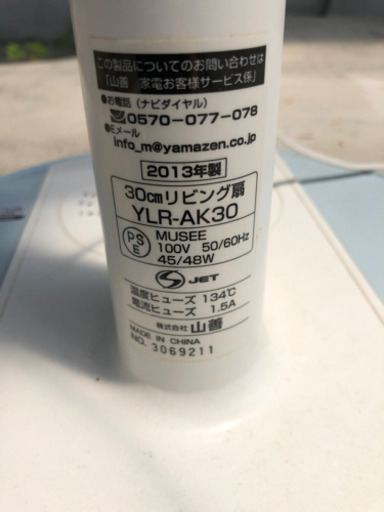 この製品についてのお問い合わせは
「山善 家電お客様サービス係」
●お電話（ナビダイヤル）
0570-077-078
●Eメール
info_m@yamazen.co.jp
2013年製
30cmリビング扇
YLR-AK30
PSE
MUSEE
100V 50/60Hz
45/48W
S JET
温度ヒューズ 134℃
電流ヒューズ 1.5A
株式会社 山善
MADE IN CHINA
NO. 3069211